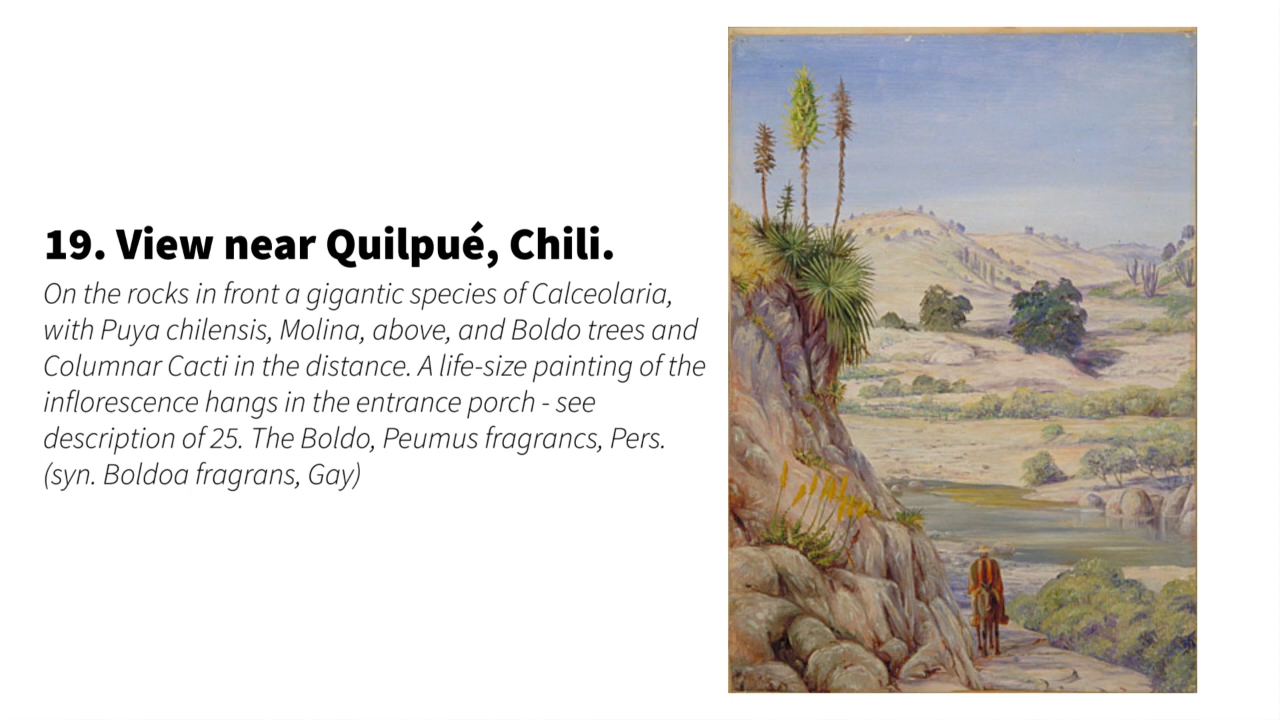 19. View near Quilpué, Chili.
On the rocks in front a gigantic species of Calceolaria,
with Puya chilensis, Molina, above, and Boldo trees and
Columnar Cacti in the distance. A life-size painting of the
inflorescence hangs in the entrance porch - see
description of 25. The Boldo, Peumus fragrancs, Pers.
(syn. Boldoa fragrans, Gay)